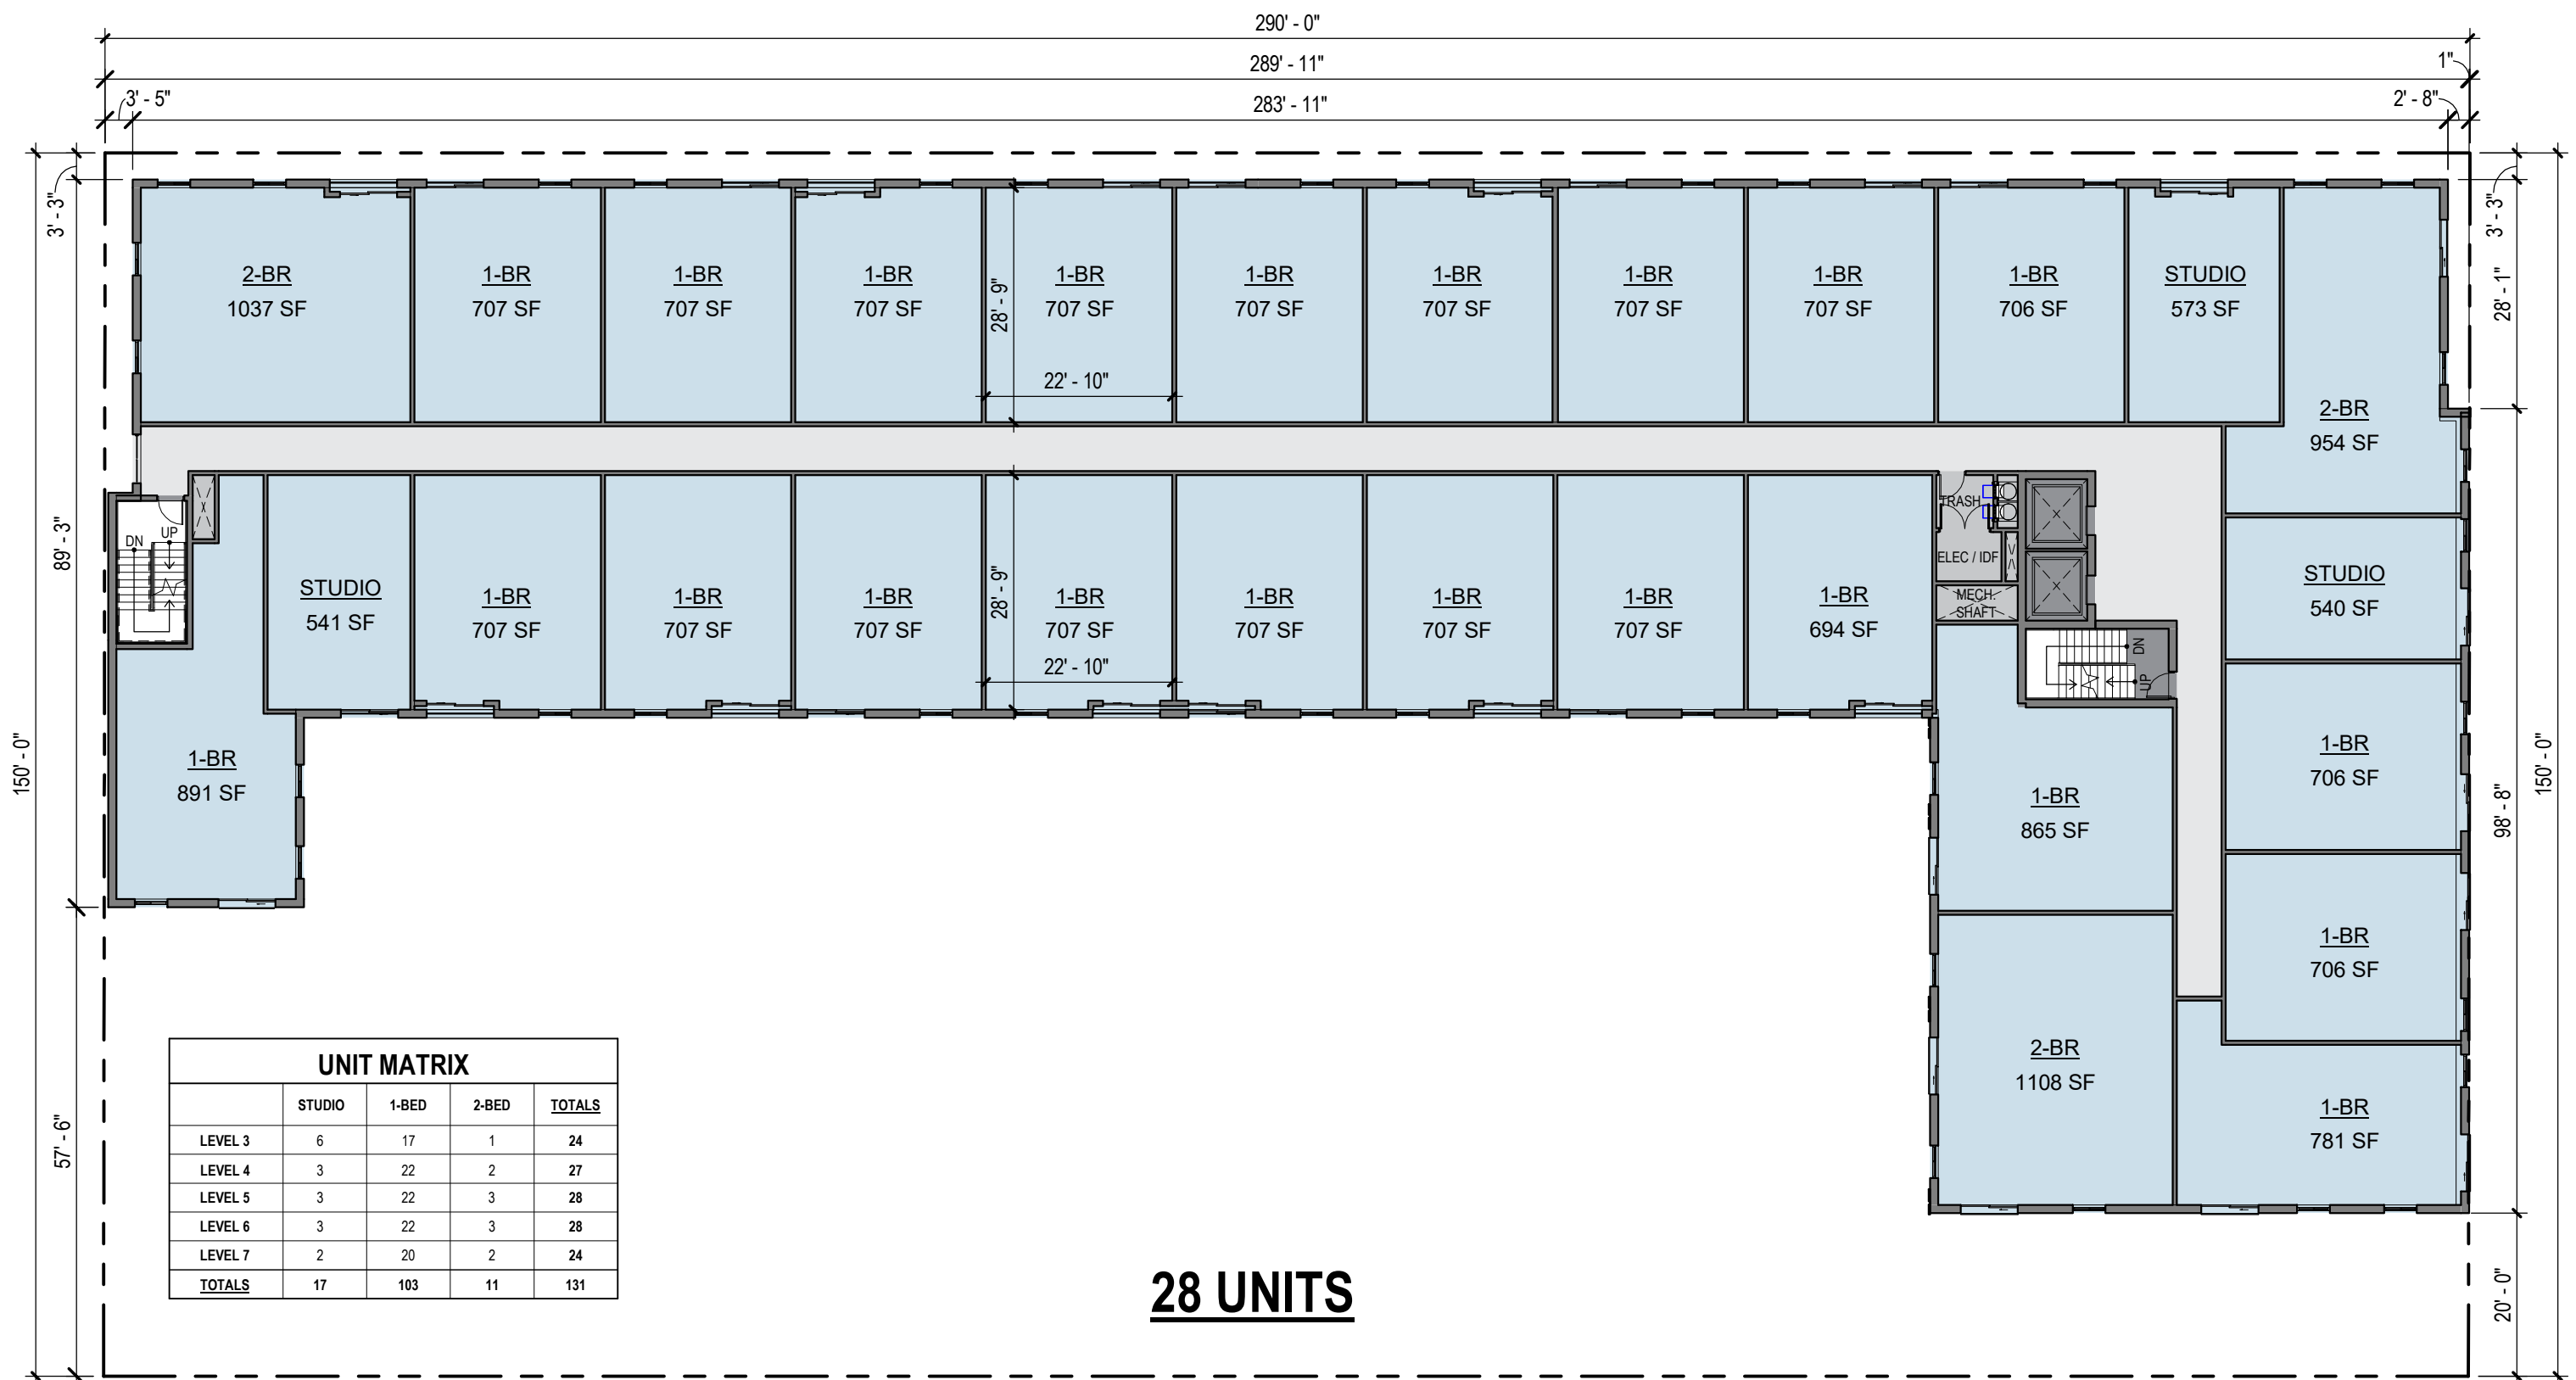 290' - 0"
289' - 11"
1"
3' - 5"
283' - 11"
2' - 8"
3' - 3"
3' - 3"
28' - 1"
89' - 3"
150' - 0"
57' - 6"
98' - 8"
150' - 0"
20' - 0"
2-BR
1037 SF
1-BR
707 SF
1-BR
707 SF
1-BR
707 SF
1-BR
707 SF
28' - 9"
22' - 10"
1-BR
707 SF
1-BR
707 SF
1-BR
707 SF
1-BR
707 SF
1-BR
706 SF
STUDIO
573 SF
2-BR
954 SF
DN
UP
1-BR
891 SF
STUDIO
541 SF
1-BR
707 SF
1-BR
707 SF
1-BR
707 SF
1-BR
707 SF
28' - 9"
22' - 10"
1-BR
707 SF
1-BR
707 SF
1-BR
707 SF
1-BR
694 SF
TRASH
ELEC / IDF
MECH.
SHAFT
DN
UP
STUDIO
540 SF
1-BR
706 SF
1-BR
865 SF
1-BR
706 SF
2-BR
1108 SF
1-BR
781 SF
UNIT MATRIX
STUDIO 1-BED 2-BED TOTALS
LEVEL 3 6 17 1 24
LEVEL 4 3 22 2 27
LEVEL 5 3 22 3 28
LEVEL 6 3 22 3 28
LEVEL 7 2 20 2 24
TOTALS 17 103 11 131
28 UNITS